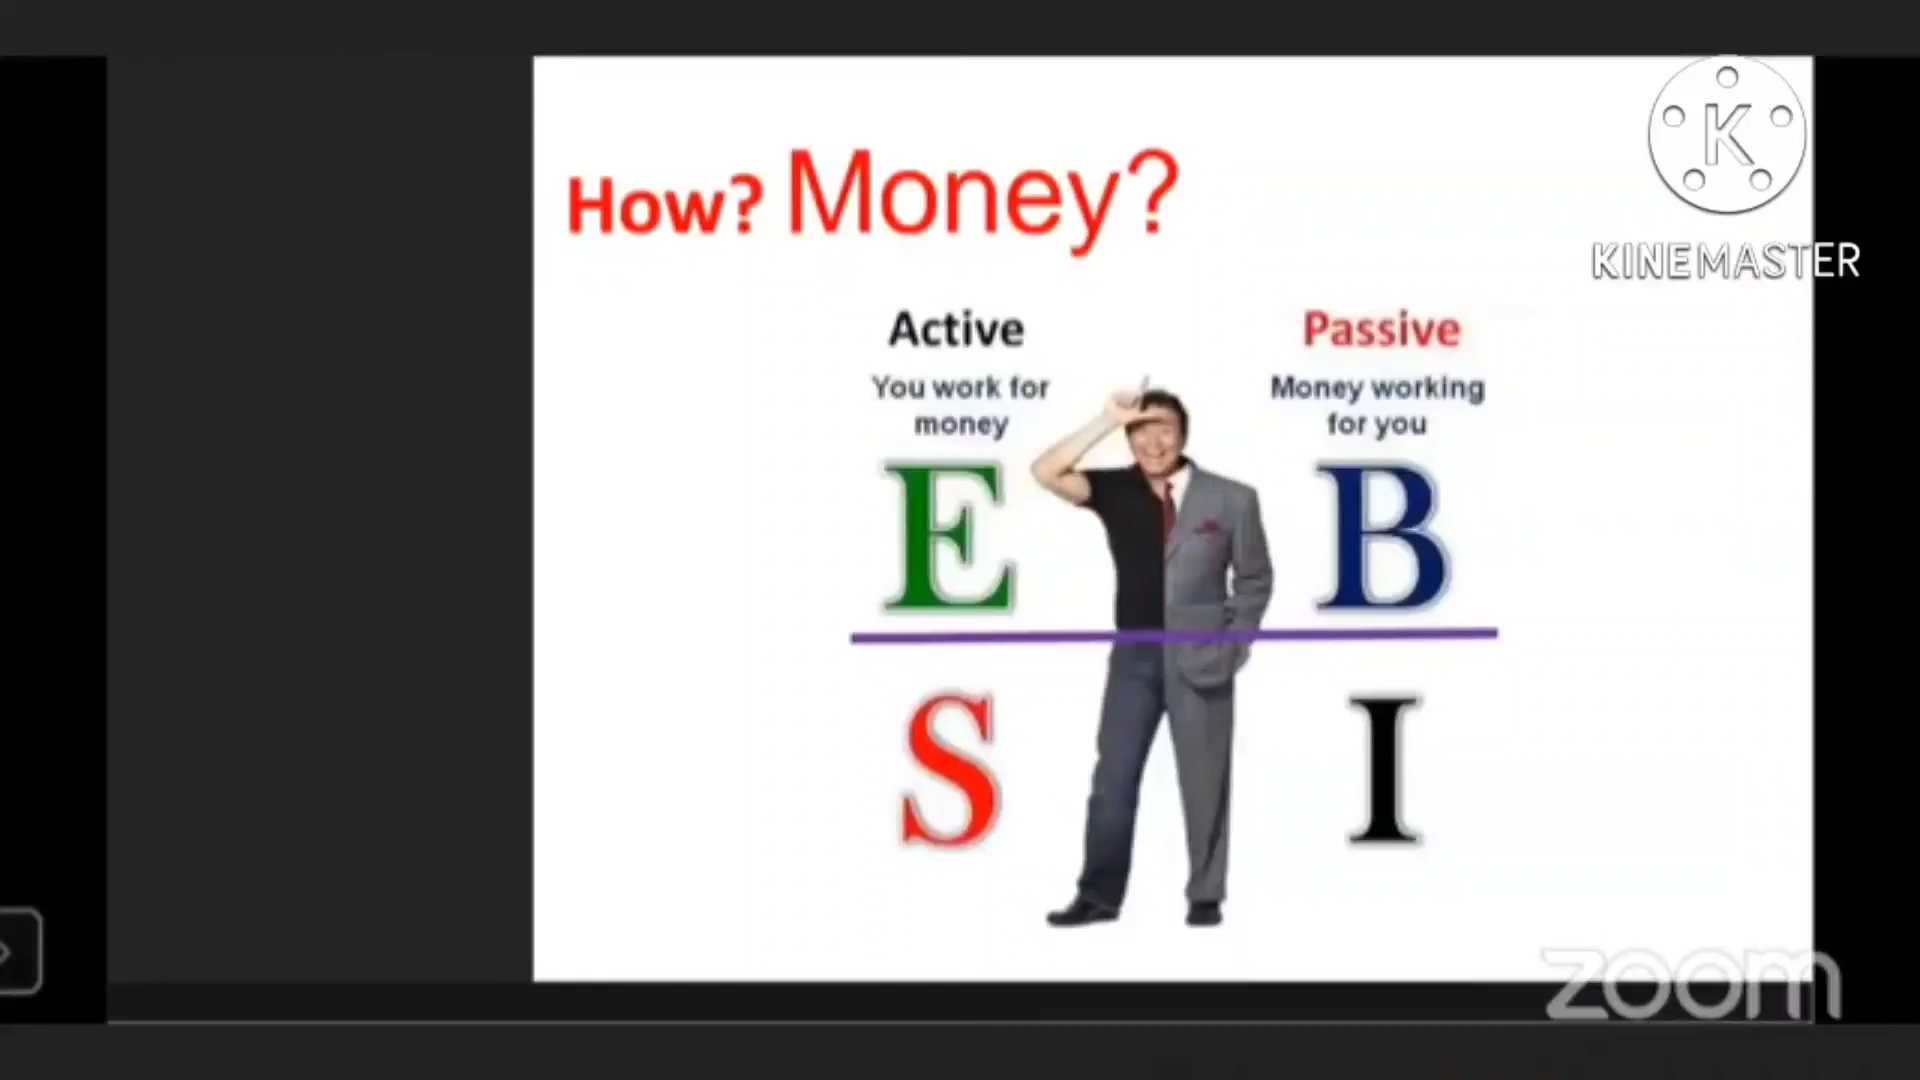 How? Money?
K
KINEMASTER
Active
Passive
You work for
money
Money working
for you
E
B
S
I
zoom